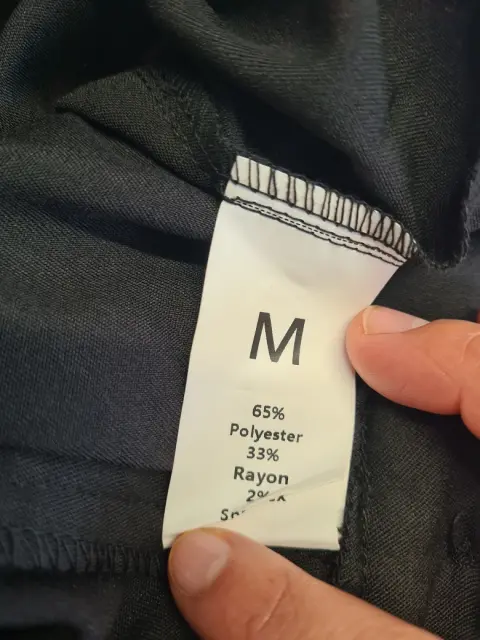 M
65%
Polyester
33%
Rayon
2%